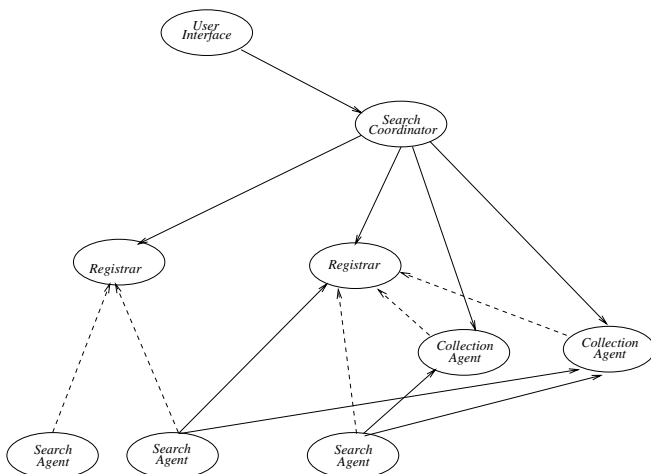 User
Interface
Search
Coordinator
Registrar
Registrar
Collection
Agent
Collection
Agent
Search
Agent
Search
Agent
Search
Agent